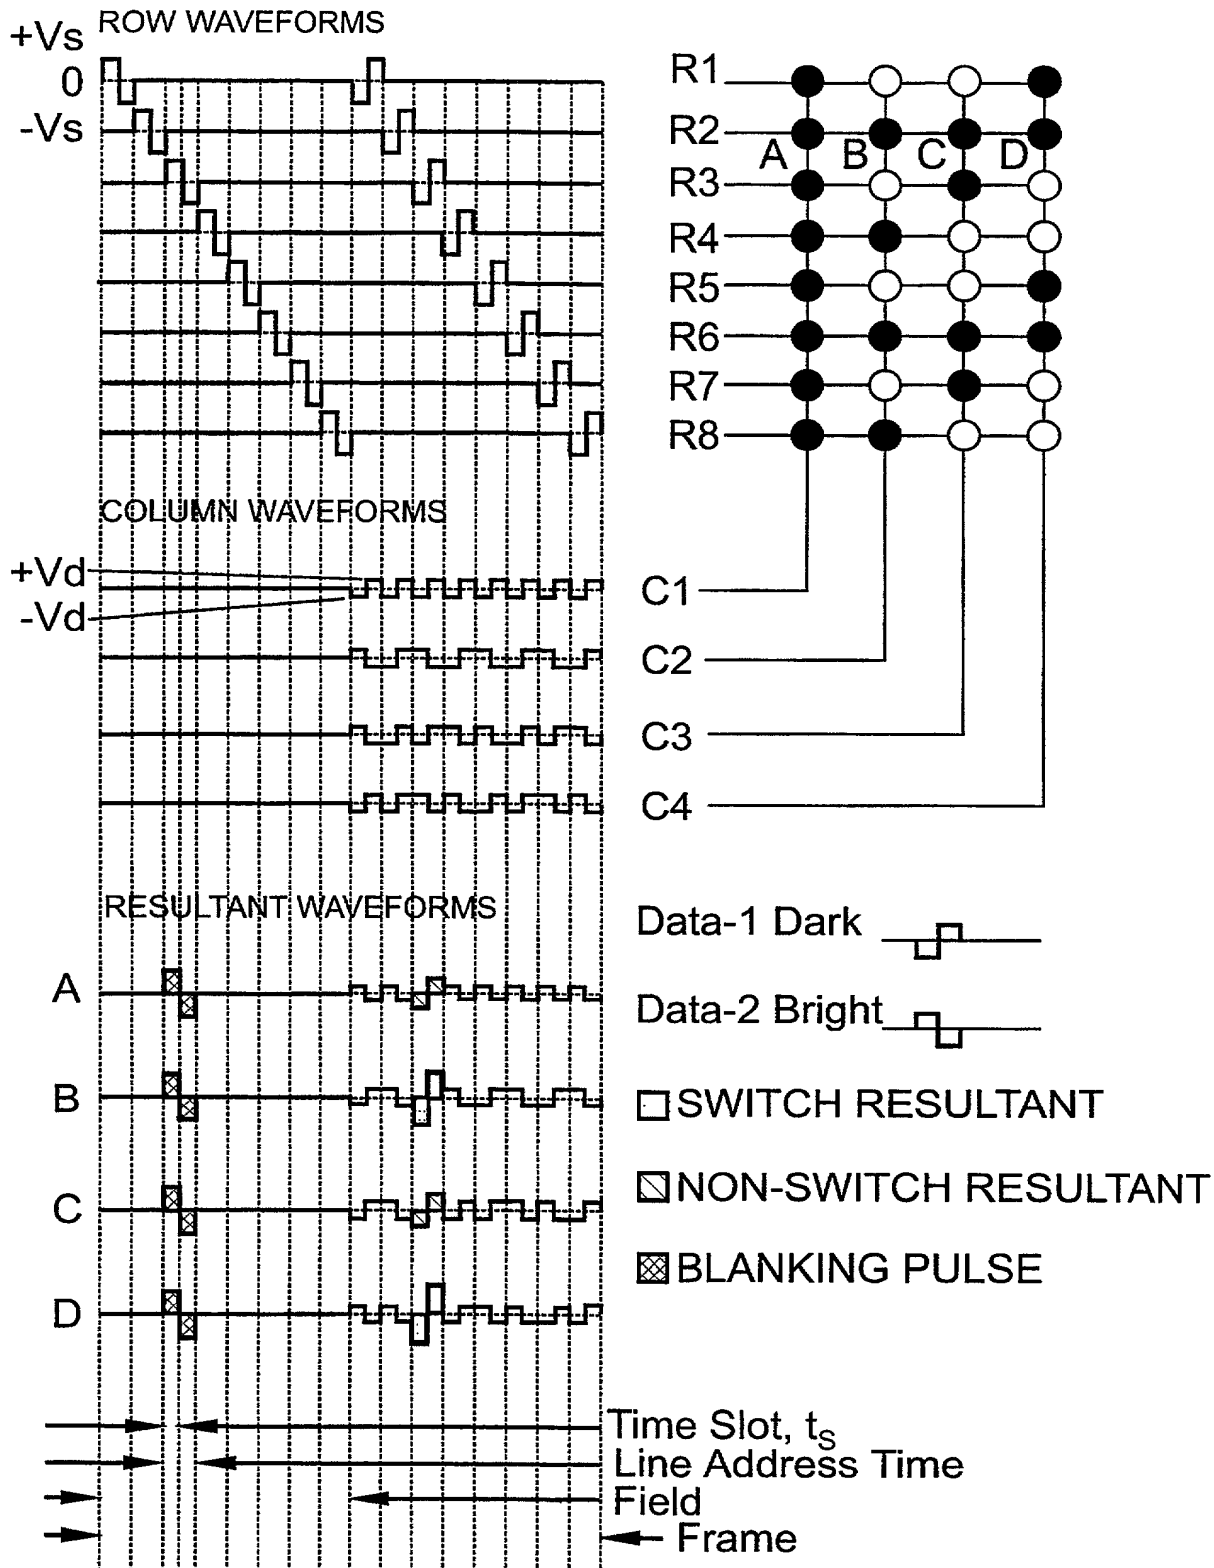 ROW WAVEFORMS
+Vs
0
-Vs
R1
R2
A B C D
R3
R4
R5
R6
R7
R8
COLUMN WAVEFORMS
+Vd
-Vd
C1
C2
C3
C4
RESULTANT WAVEFORMS
A
B
C
D
Data-1 Dark
Data-2 Bright
SWITCH RESULTANT
NON-SWITCH RESULTANT
BLANKING PULSE
Time Slot, tS
Line Address Time
Field
Frame